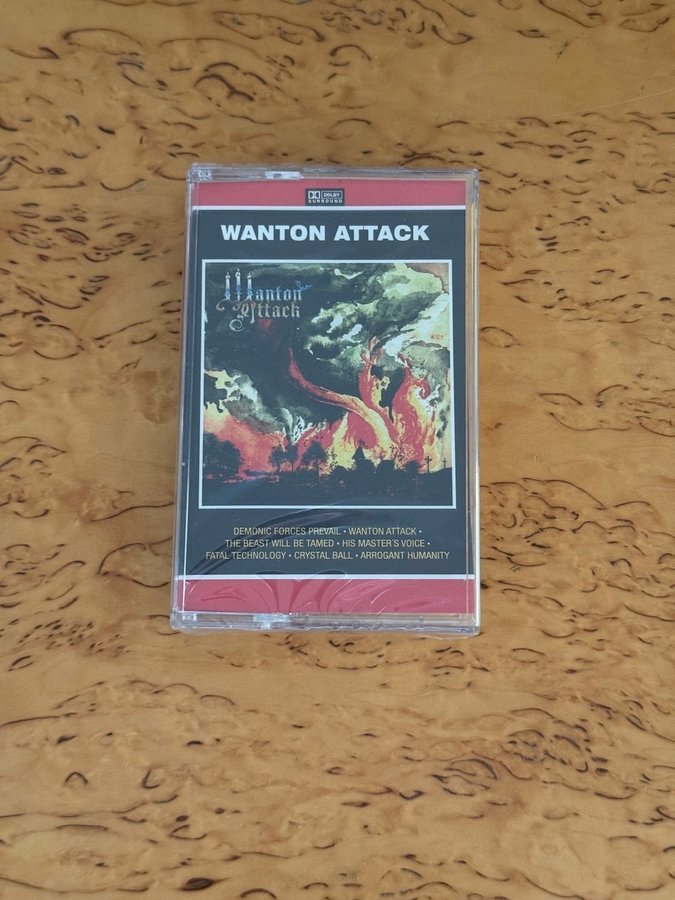 DOLBY
SURROUND
WANTON ATTACK
Wanton
Attack
DEMONIC FORCES PREVAIL • WANTON ATTACK •
THE BEAST WILL BE TAMED • HIS MASTER'S VOICE •
FATAL TECHNOLOGY • CRYSTAL BALL • ARROGANT HUMANITY